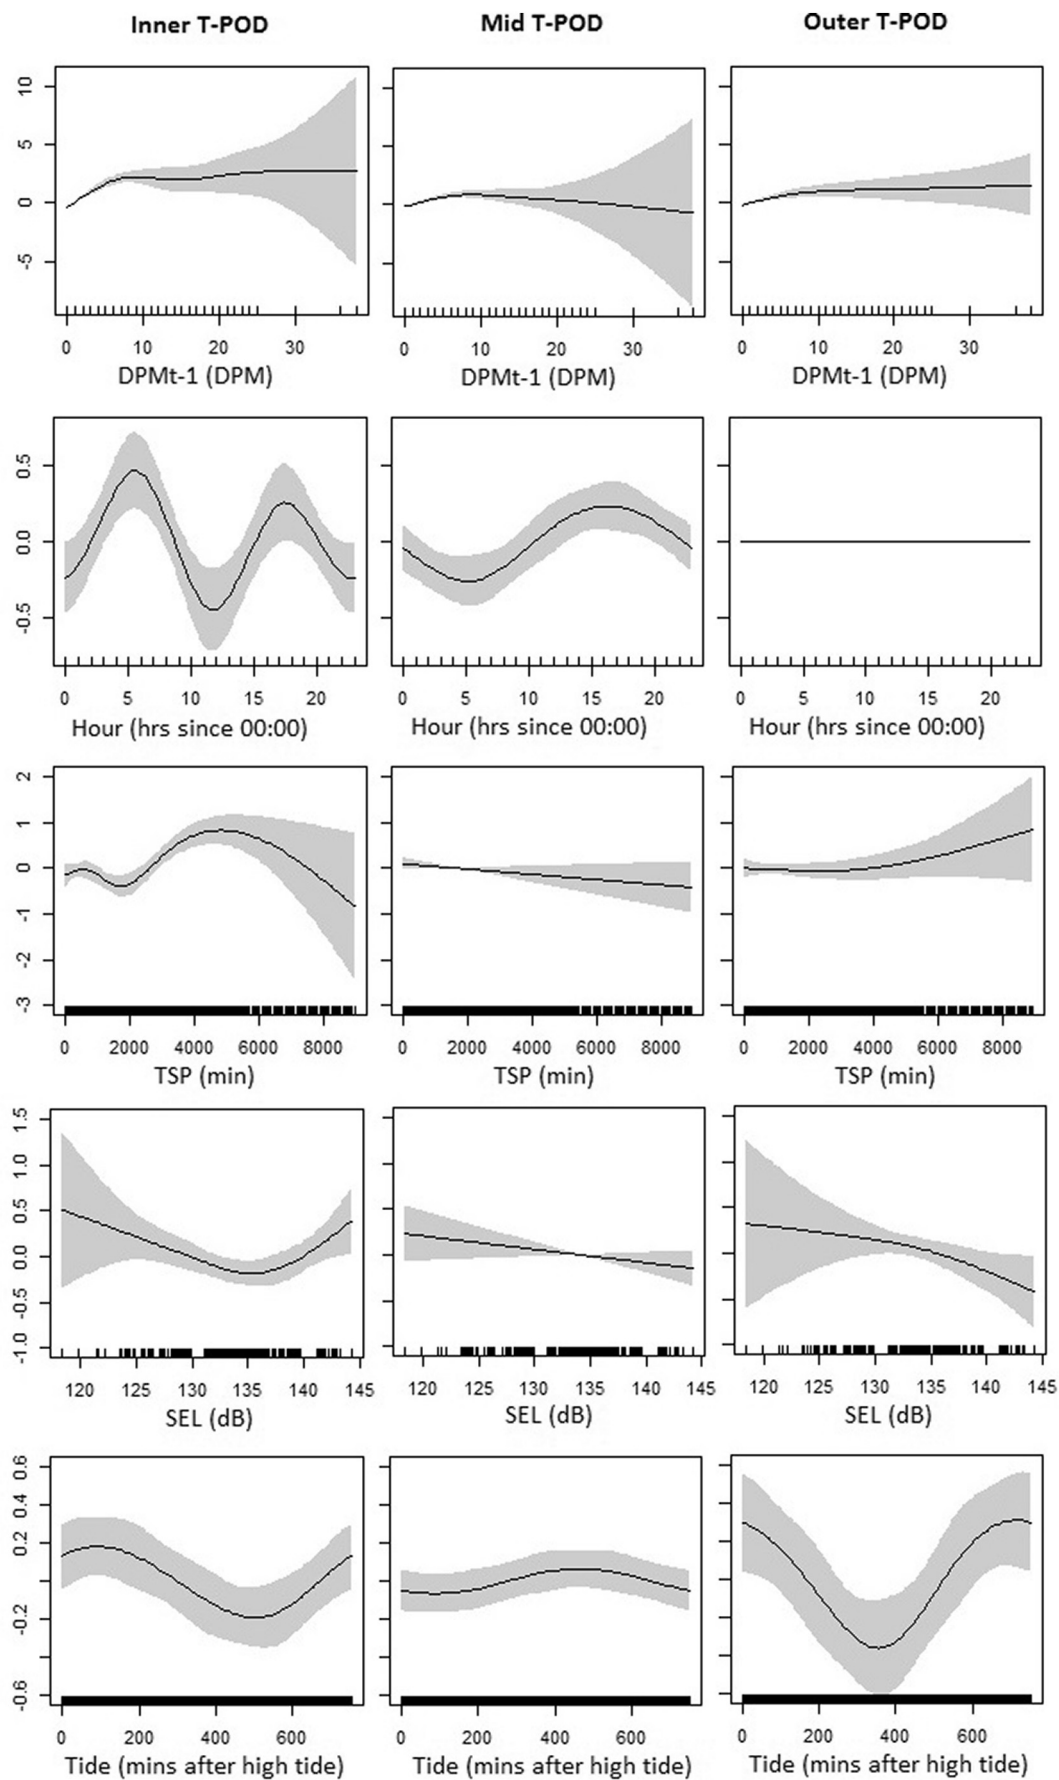 Inner T-POD Mid T-POD Outer T-POD
10
5
0
-5
0 10 20 30 0 10 20 30 0 10 20 30
DPMt-1 (DPM) DPMt-1 (DPM) DPMt-1 (DPM)
0.5
0.0
-0.5
0 5 10 15 20 0 5 10 15 20 0 5 10 15 20
Hour (hrs since 00:00) Hour (hrs since 00:00) Hour (hrs since 00:00)
2
1
0
-1
-2
-3
0 2000 4000 6000 8000 0 2000 4000 6000 8000 0 2000 4000 6000 8000
TSP (min) TSP (min) TSP (min)
1.5
1.0
0.5
0.0
-0.5
-1.0
120 125 130 135 140 145 120 125 130 135 140 145 120 125 130 135 140 145
SEL (dB) SEL (dB) SEL (dB)
0.6
0.4
0.2
-0.2
-0.6
0 200 400 600 0 200 400 600 0 200 400 600
Tide (mins after high tide) Tide (mins after high tide) Tide (mins after high tide)